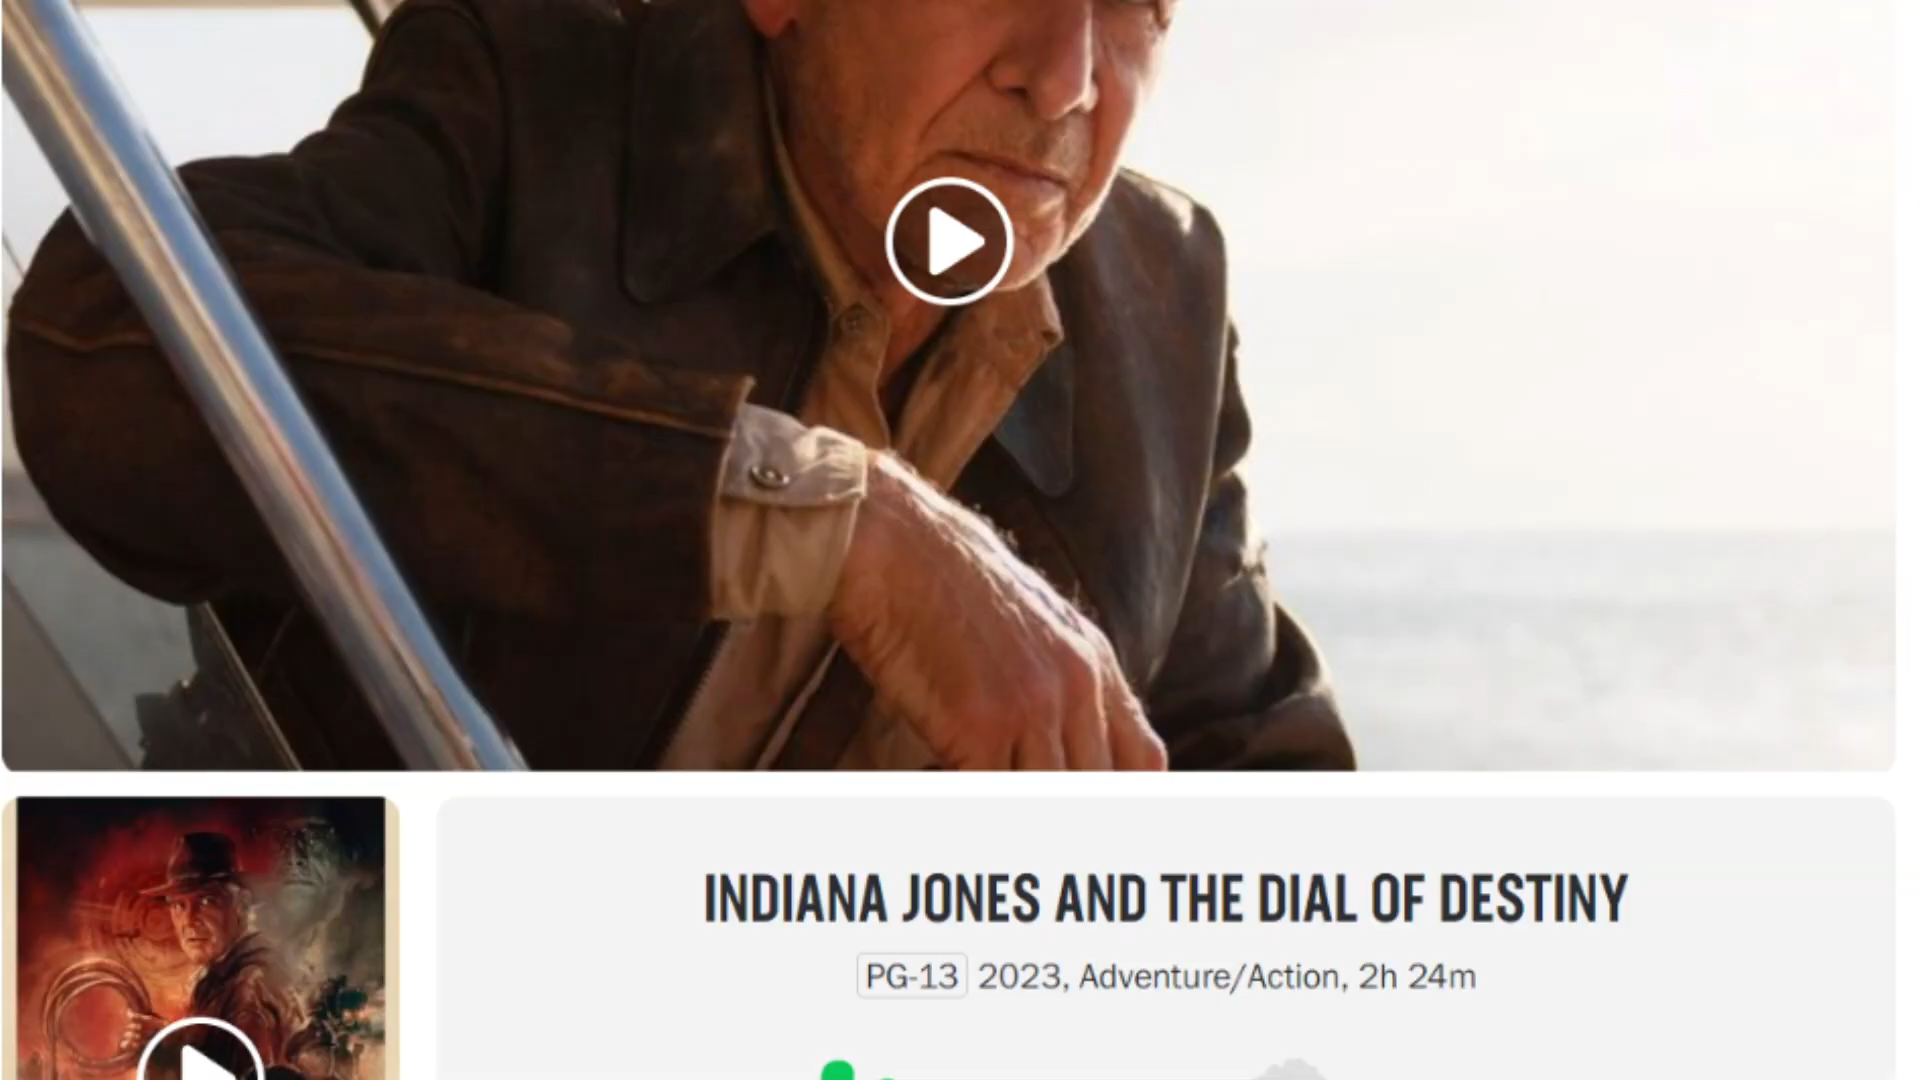 INDIANA JONES AND THE DIAL OF DESTINY
PG-13 2023, Adventure/Action, 2h 24m